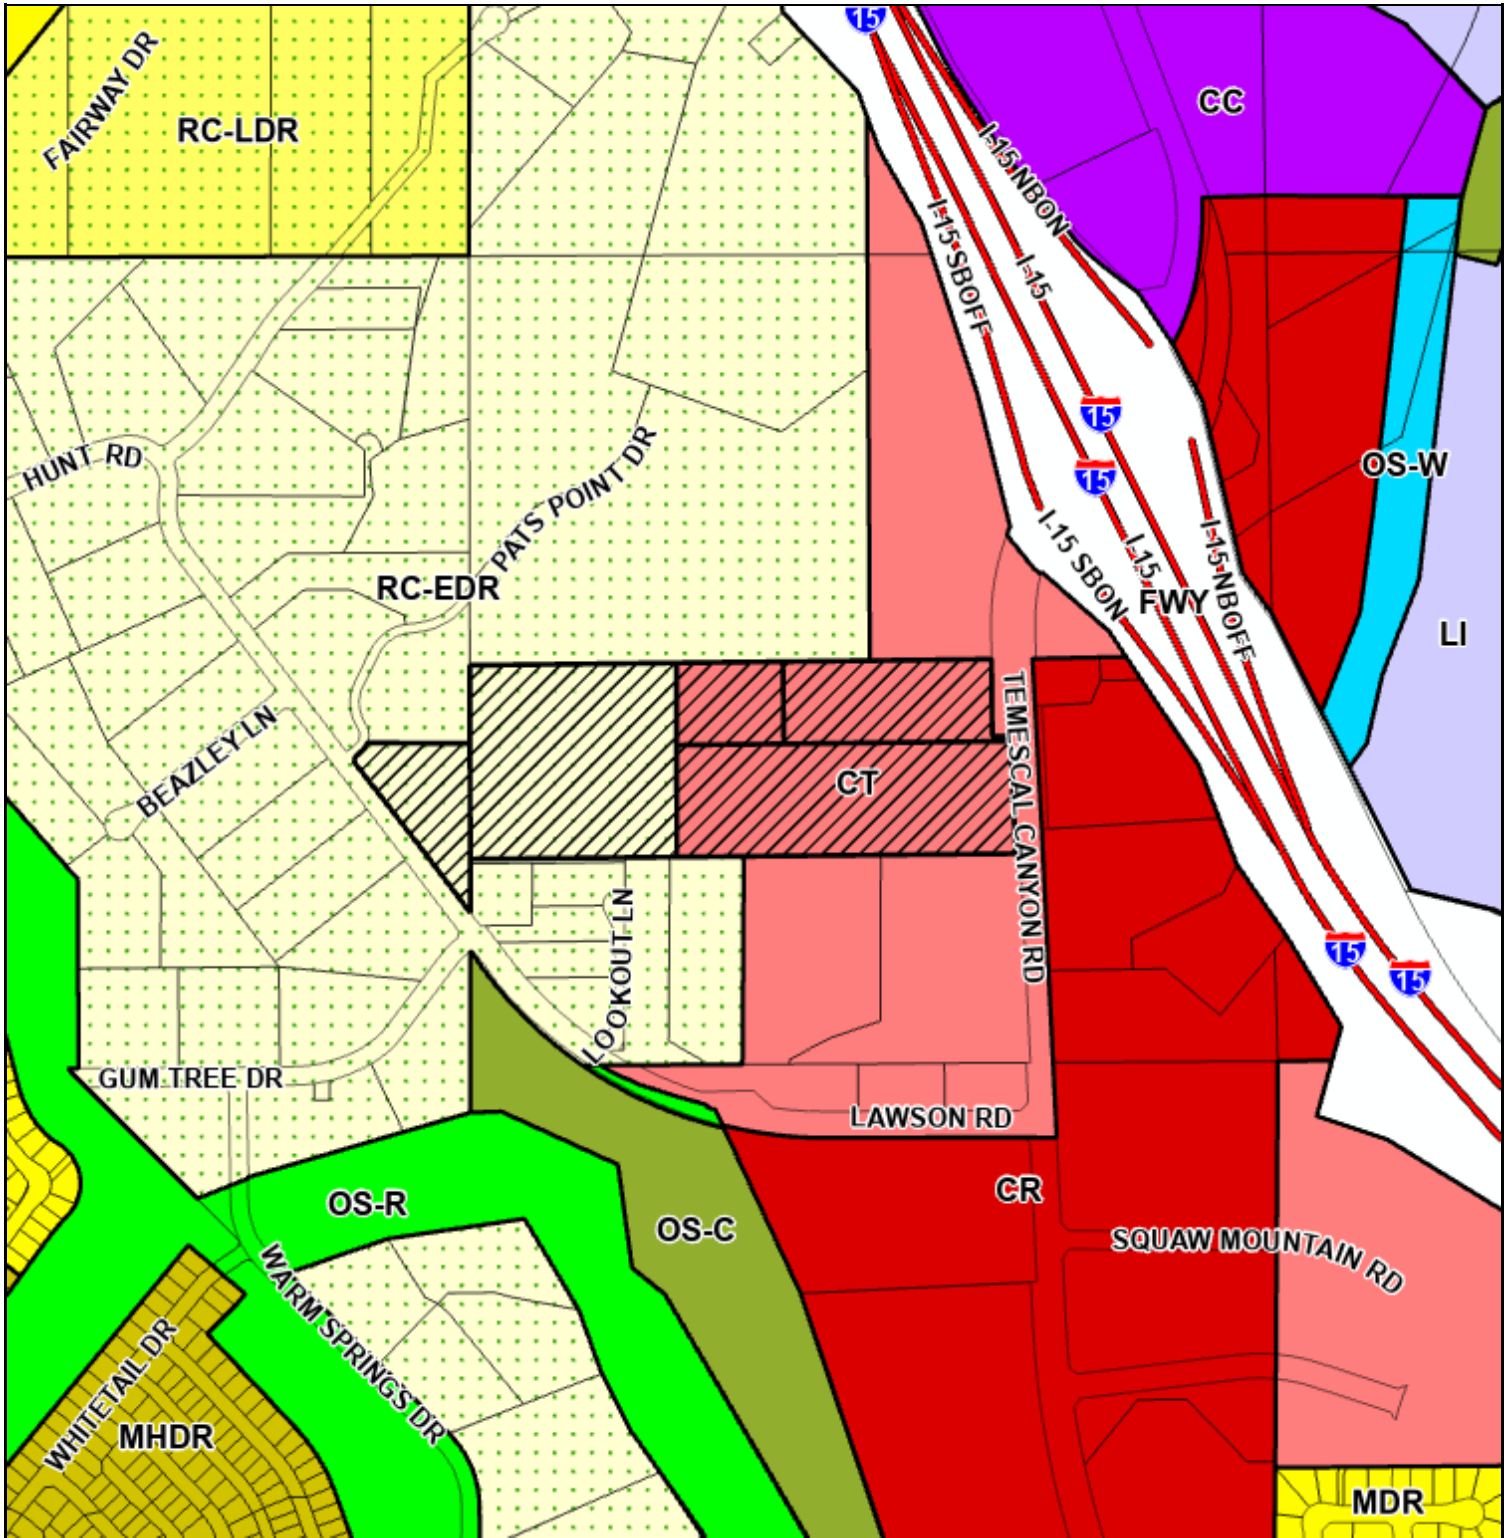 15
FAIRWAY DR
RC-LDR
CC
I-15 NBON
I-15 SBOFF
I-15
15
HUNT RD
PATS POINT DR
15
OS-W
I-15 SBON
I-15
I-15 NBOFF
RC-EDR
FWY
LI
TEMESCAL CANYON RD
BEAZLEY LN
CT
LOOKOUT LN
15
15
GUM TREE DR
LAWSON RD
OS-R
CR
OS-C
SQUAW MOUNTAIN RD
WARM SPRINGS DR
WHITETAIL DR
MHDR
MDR